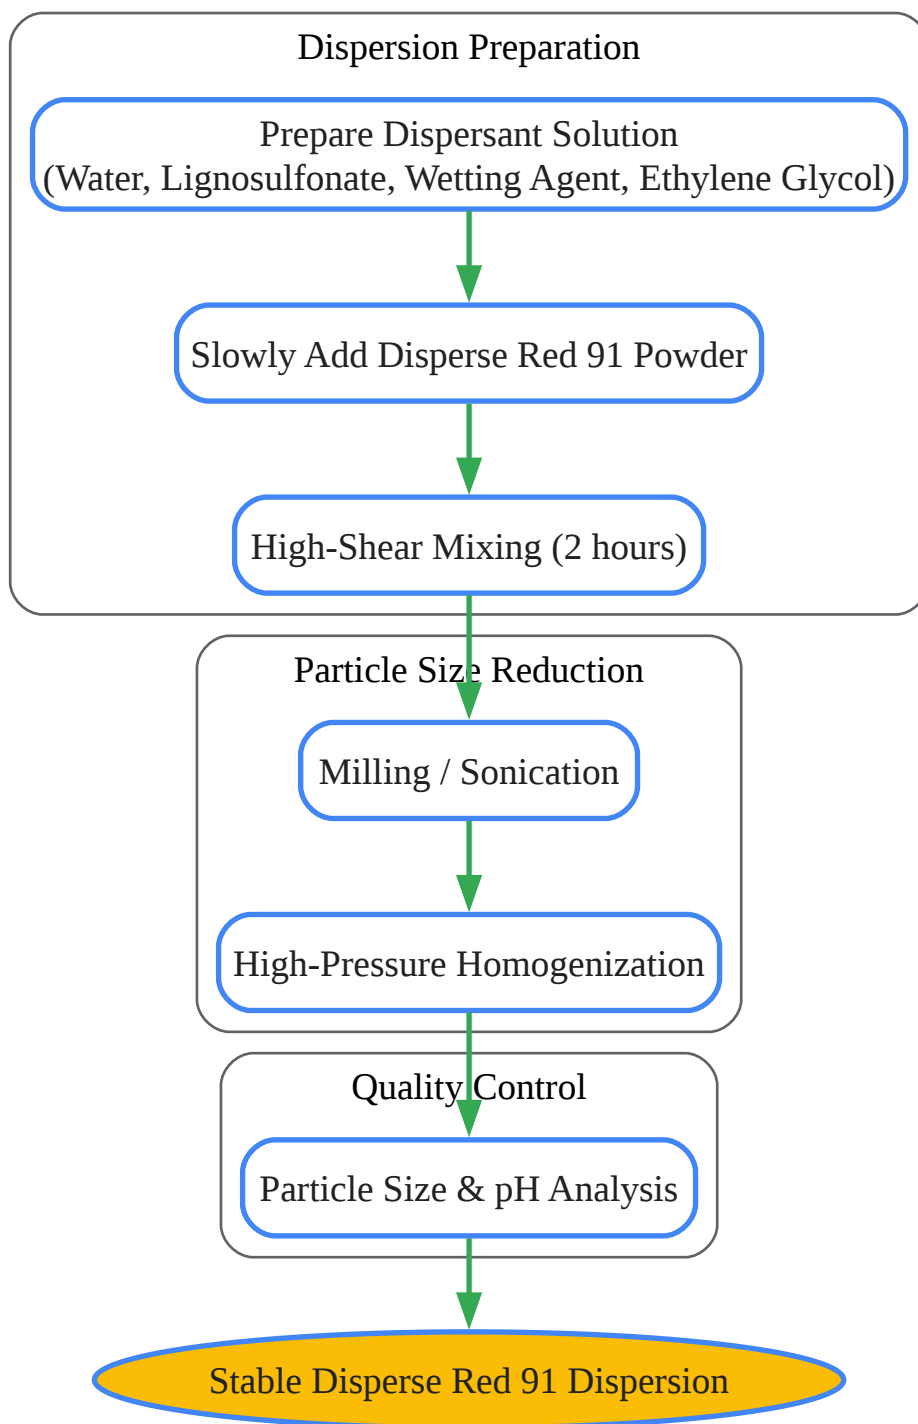 Dispersion Preparation
Prepare Dispersant Solution
(Water, Lignosulfonate, Wetting Agent, Ethylene Glycol)
Slowly Add Disperse Red 91 Powder
High-Shear Mixing (2 hours)
Particle Size Reduction
Milling / Sonication
High-Pressure Homogenization
Quality Control
Particle Size & pH Analysis
Stable Disperse Red 91 Dispersion